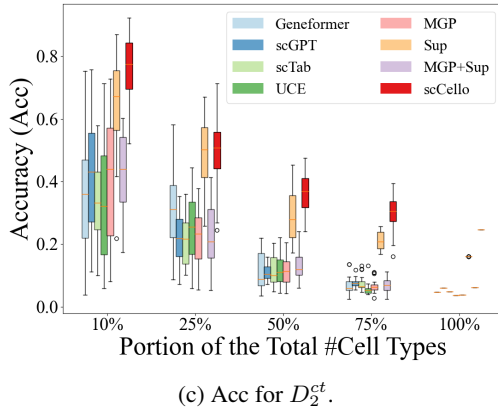 Geneformer
scGPT
scTab
UCE
MGP
Sup
MGP+Sup
scCello
Accuracy (Acc)
0.8
0.6
0.4
0.2
0.0
10% 25% 50% 75% 100%
Portion of the Total #Cell Types
(c) Acc for $D_2^{ct}$.